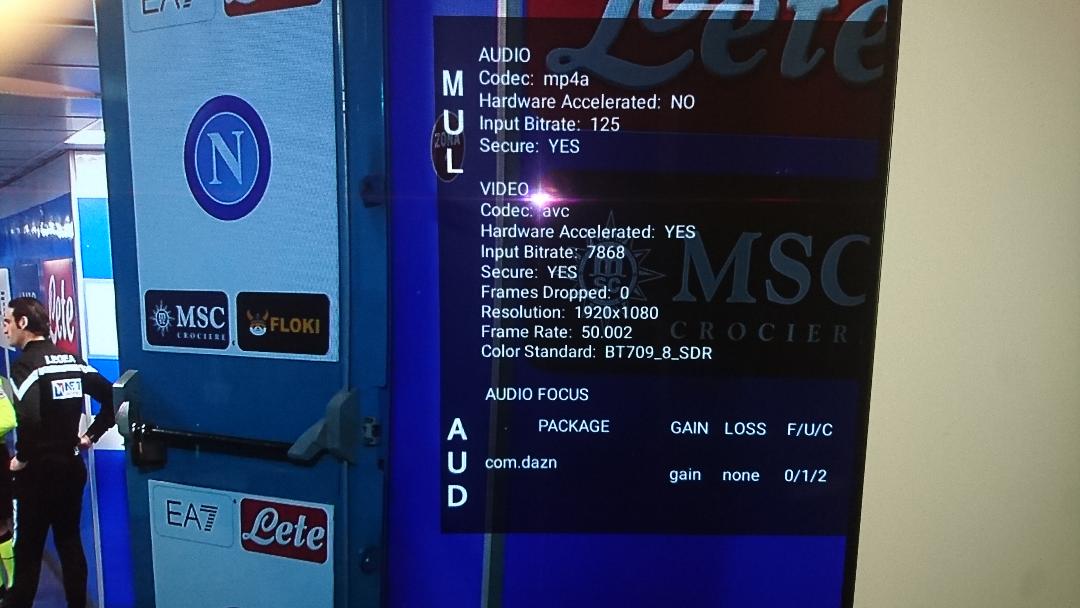 EA7
Lete
AUDIO
Codec: mp4a
Hardware Accelerated: NO
Input Bitrate: 125
Secure: YES
MUL
VIDEO
Codec: avc
Hardware Accelerated: YES
Input Bitrate: 7868
Secure: YES
Frames Dropped: 0
Resolution: 1920x1080
Frame Rate: 50.002
Color Standard: BT709_8_SDR
AUDIO FOCUS
AUD
PACKAGE GAIN LOSS F/U/C
com.dazn gain none 0/1/2
N
MSC
CROCIERE
FLOKI
MSC
CROCIER
Lete
EA7
Lete